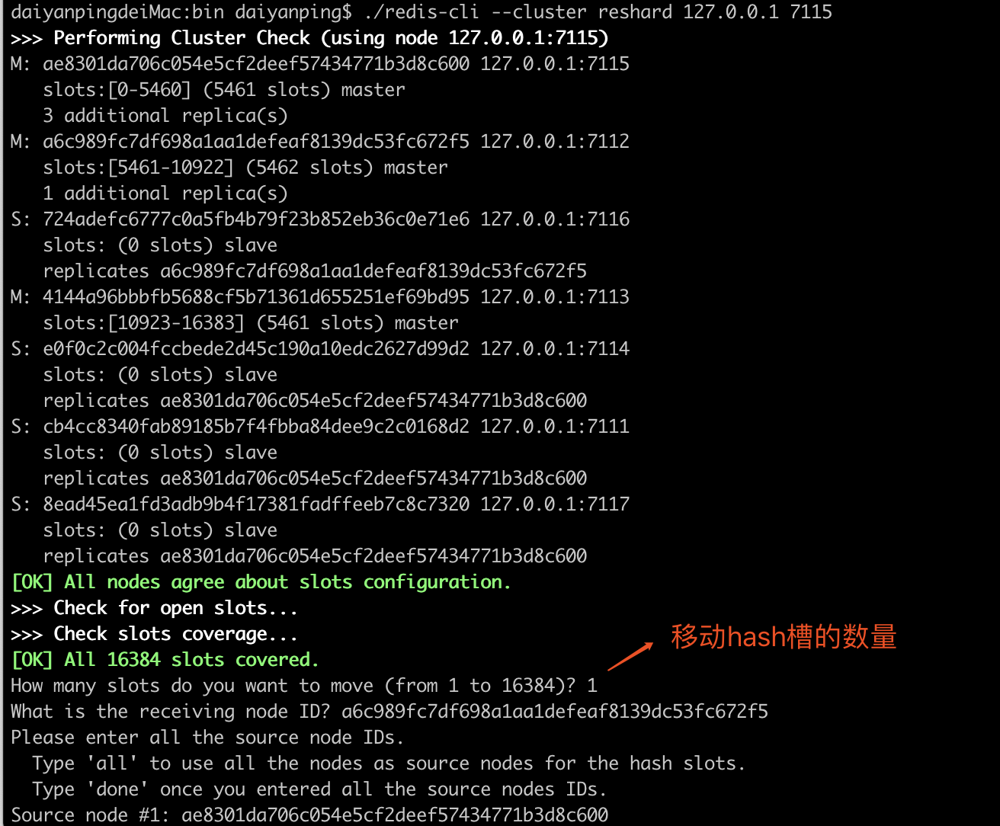 daiyanpingdeiMac:bin daiyanping$ ./redis-cli --cluster reshard 127.0.0.1 7115
>>> Performing Cluster Check (using node 127.0.0.1:7115)
M: ae8301da706c054e5cf2deef57434771b3d8c600 127.0.0.1:7115
   slots:[0-5460] (5461 slots) master
   3 additional replica(s)
M: a6c989fc7df698a1aa1defeaf8139dc53fc672f5 127.0.0.1:7112
   slots:[5461-10922] (5462 slots) master
   1 additional replica(s)
S: 724adefc6777c0a5fb4b79f23b852eb36c0e71e6 127.0.0.1:7116
   slots: (0 slots) slave
   replicates a6c989fc7df698a1aa1defeaf8139dc53fc672f5
M: 4144a96bbbfb5688cf5b71361d655251ef69bd95 127.0.0.1:7113
   slots:[10923-16383] (5461 slots) master
S: e0f0c2c004fccbede2d45c190a10edc2627d99d2 127.0.0.1:7114
   slots: (0 slots) slave
   replicates ae8301da706c054e5cf2deef57434771b3d8c600
S: cb4cc8340fab89185b7f4fbba84dee9c2c0168d2 127.0.0.1:7111
   slots: (0 slots) slave
   replicates ae8301da706c054e5cf2deef57434771b3d8c600
S: 8ead45ea1fd3adb9b4f17381fadffeeb7c8c7320 127.0.0.1:7117
   slots: (0 slots) slave
   replicates ae8301da706c054e5cf2deef57434771b3d8c600
[OK] All nodes agree about slots configuration.
>>> Check for open slots...
>>> Check slots coverage...
移动hash槽的数量
[OK] All 16384 slots covered.
How many slots do you want to move (from 1 to 16384)? 1
What is the receiving node ID? a6c989fc7df698a1aa1defeaf8139dc53fc672f5
Please enter all the source node IDs.
  Type 'all' to use all the nodes as source nodes for the hash slots.
  Type 'done' once you entered all the source nodes IDs.
Source node #1: ae8301da706c054e5cf2deef57434771b3d8c600